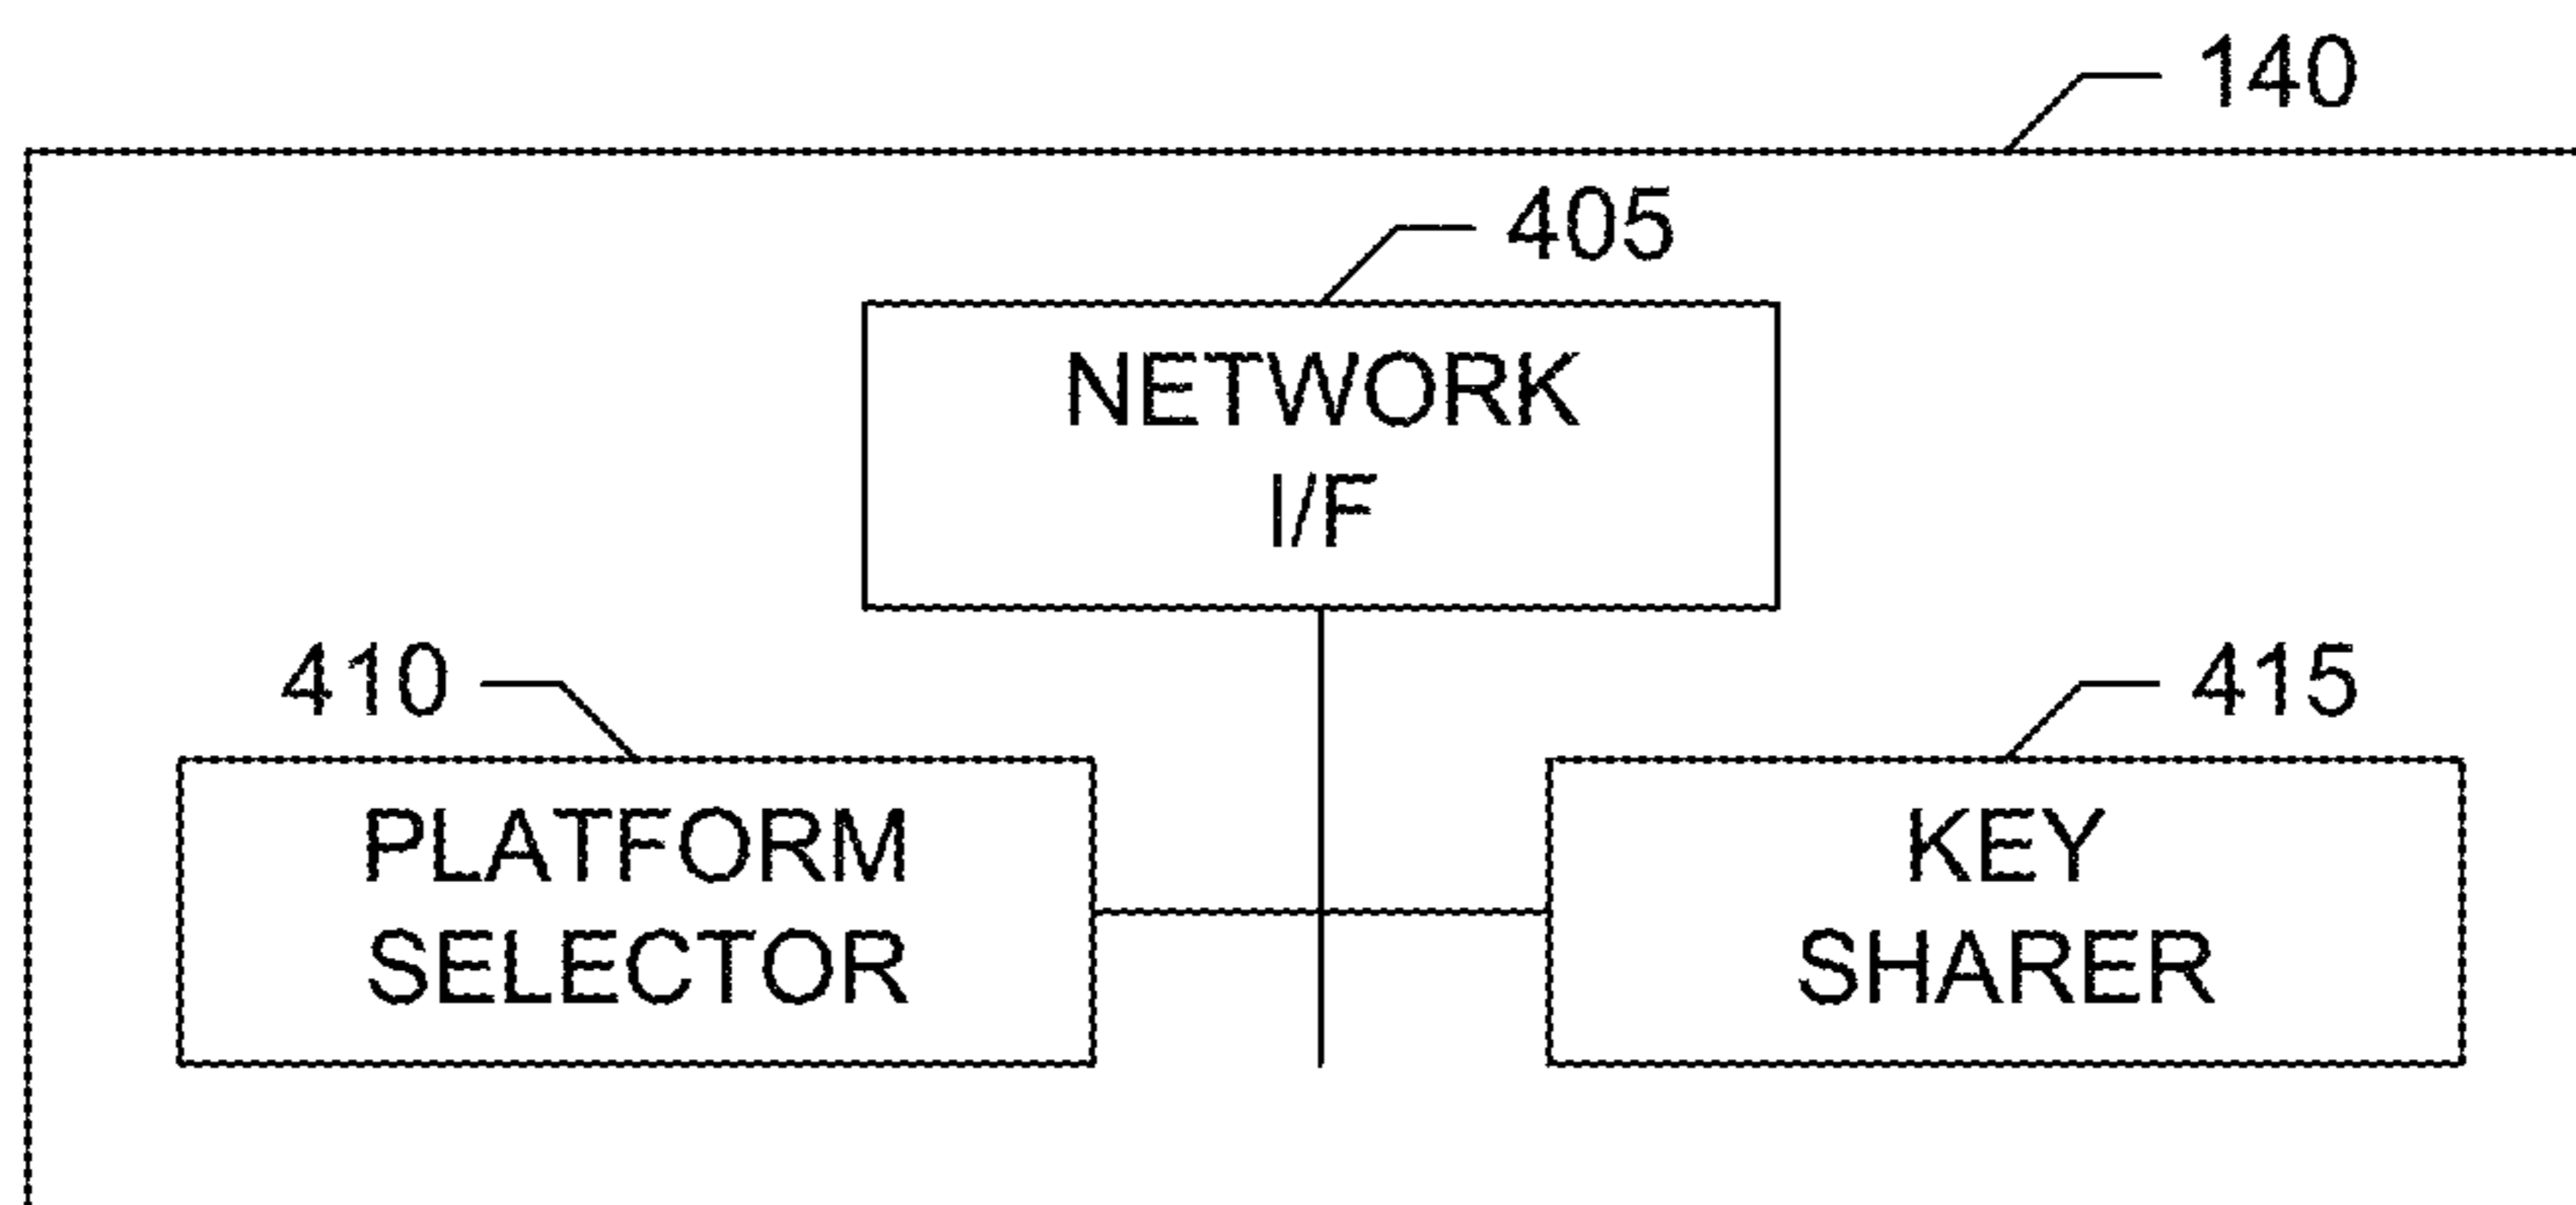 140
405
NETWORK
I/F
410
415
PLATFORM
SELECTOR
KEY
SHARER